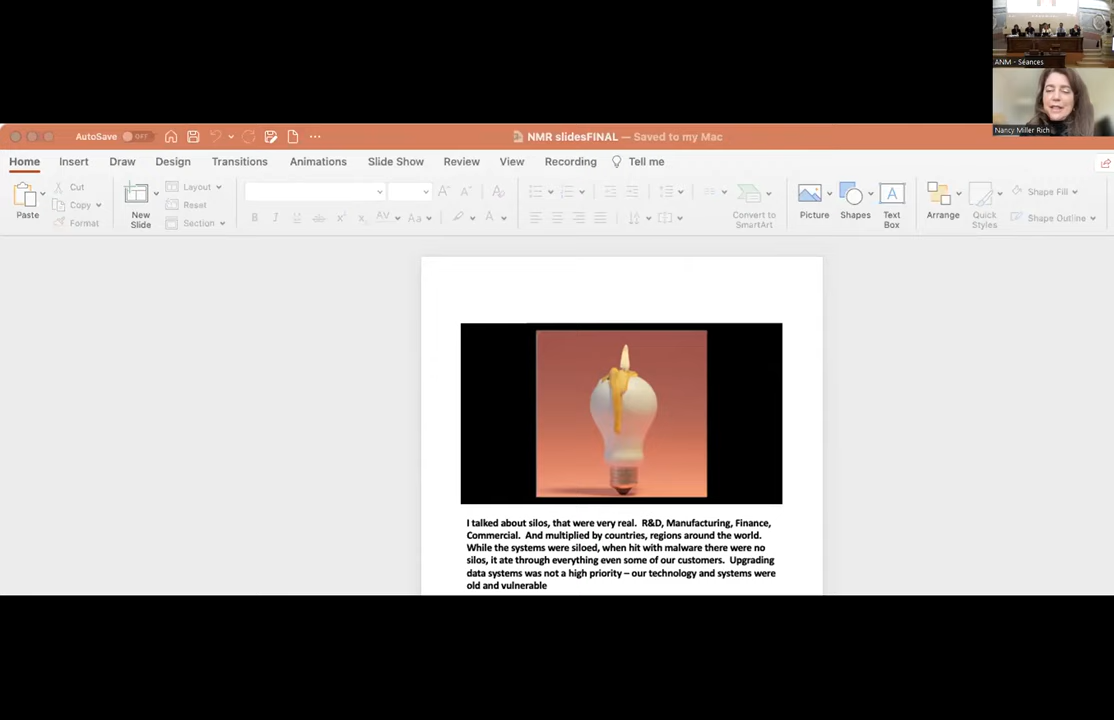 ANM - Séances
Nancy Miller Rich
AutoSave OFF
NMR slidesFINAL — Saved to my Mac
Home Insert Draw Design Transitions Animations Slide Show Review View Recording Tell me
Paste
Cut
Copy
Format
New
Slide
Layout
Reset
Section
Convert to
SmartArt
Picture
Shapes
Text
Box
Arrange
Quick
Styles
Shape Fill
Shape Outline
I talked about silos, that were very real. R&D, Manufacturing, Finance,
Commercial. And multiplied by countries, regions around the world.
While the systems were siloed, when hit with malware there were no
silos, it ate through everything even some of our customers. Upgrading
data systems was not a high priority – our technology and systems were
old and vulnerable